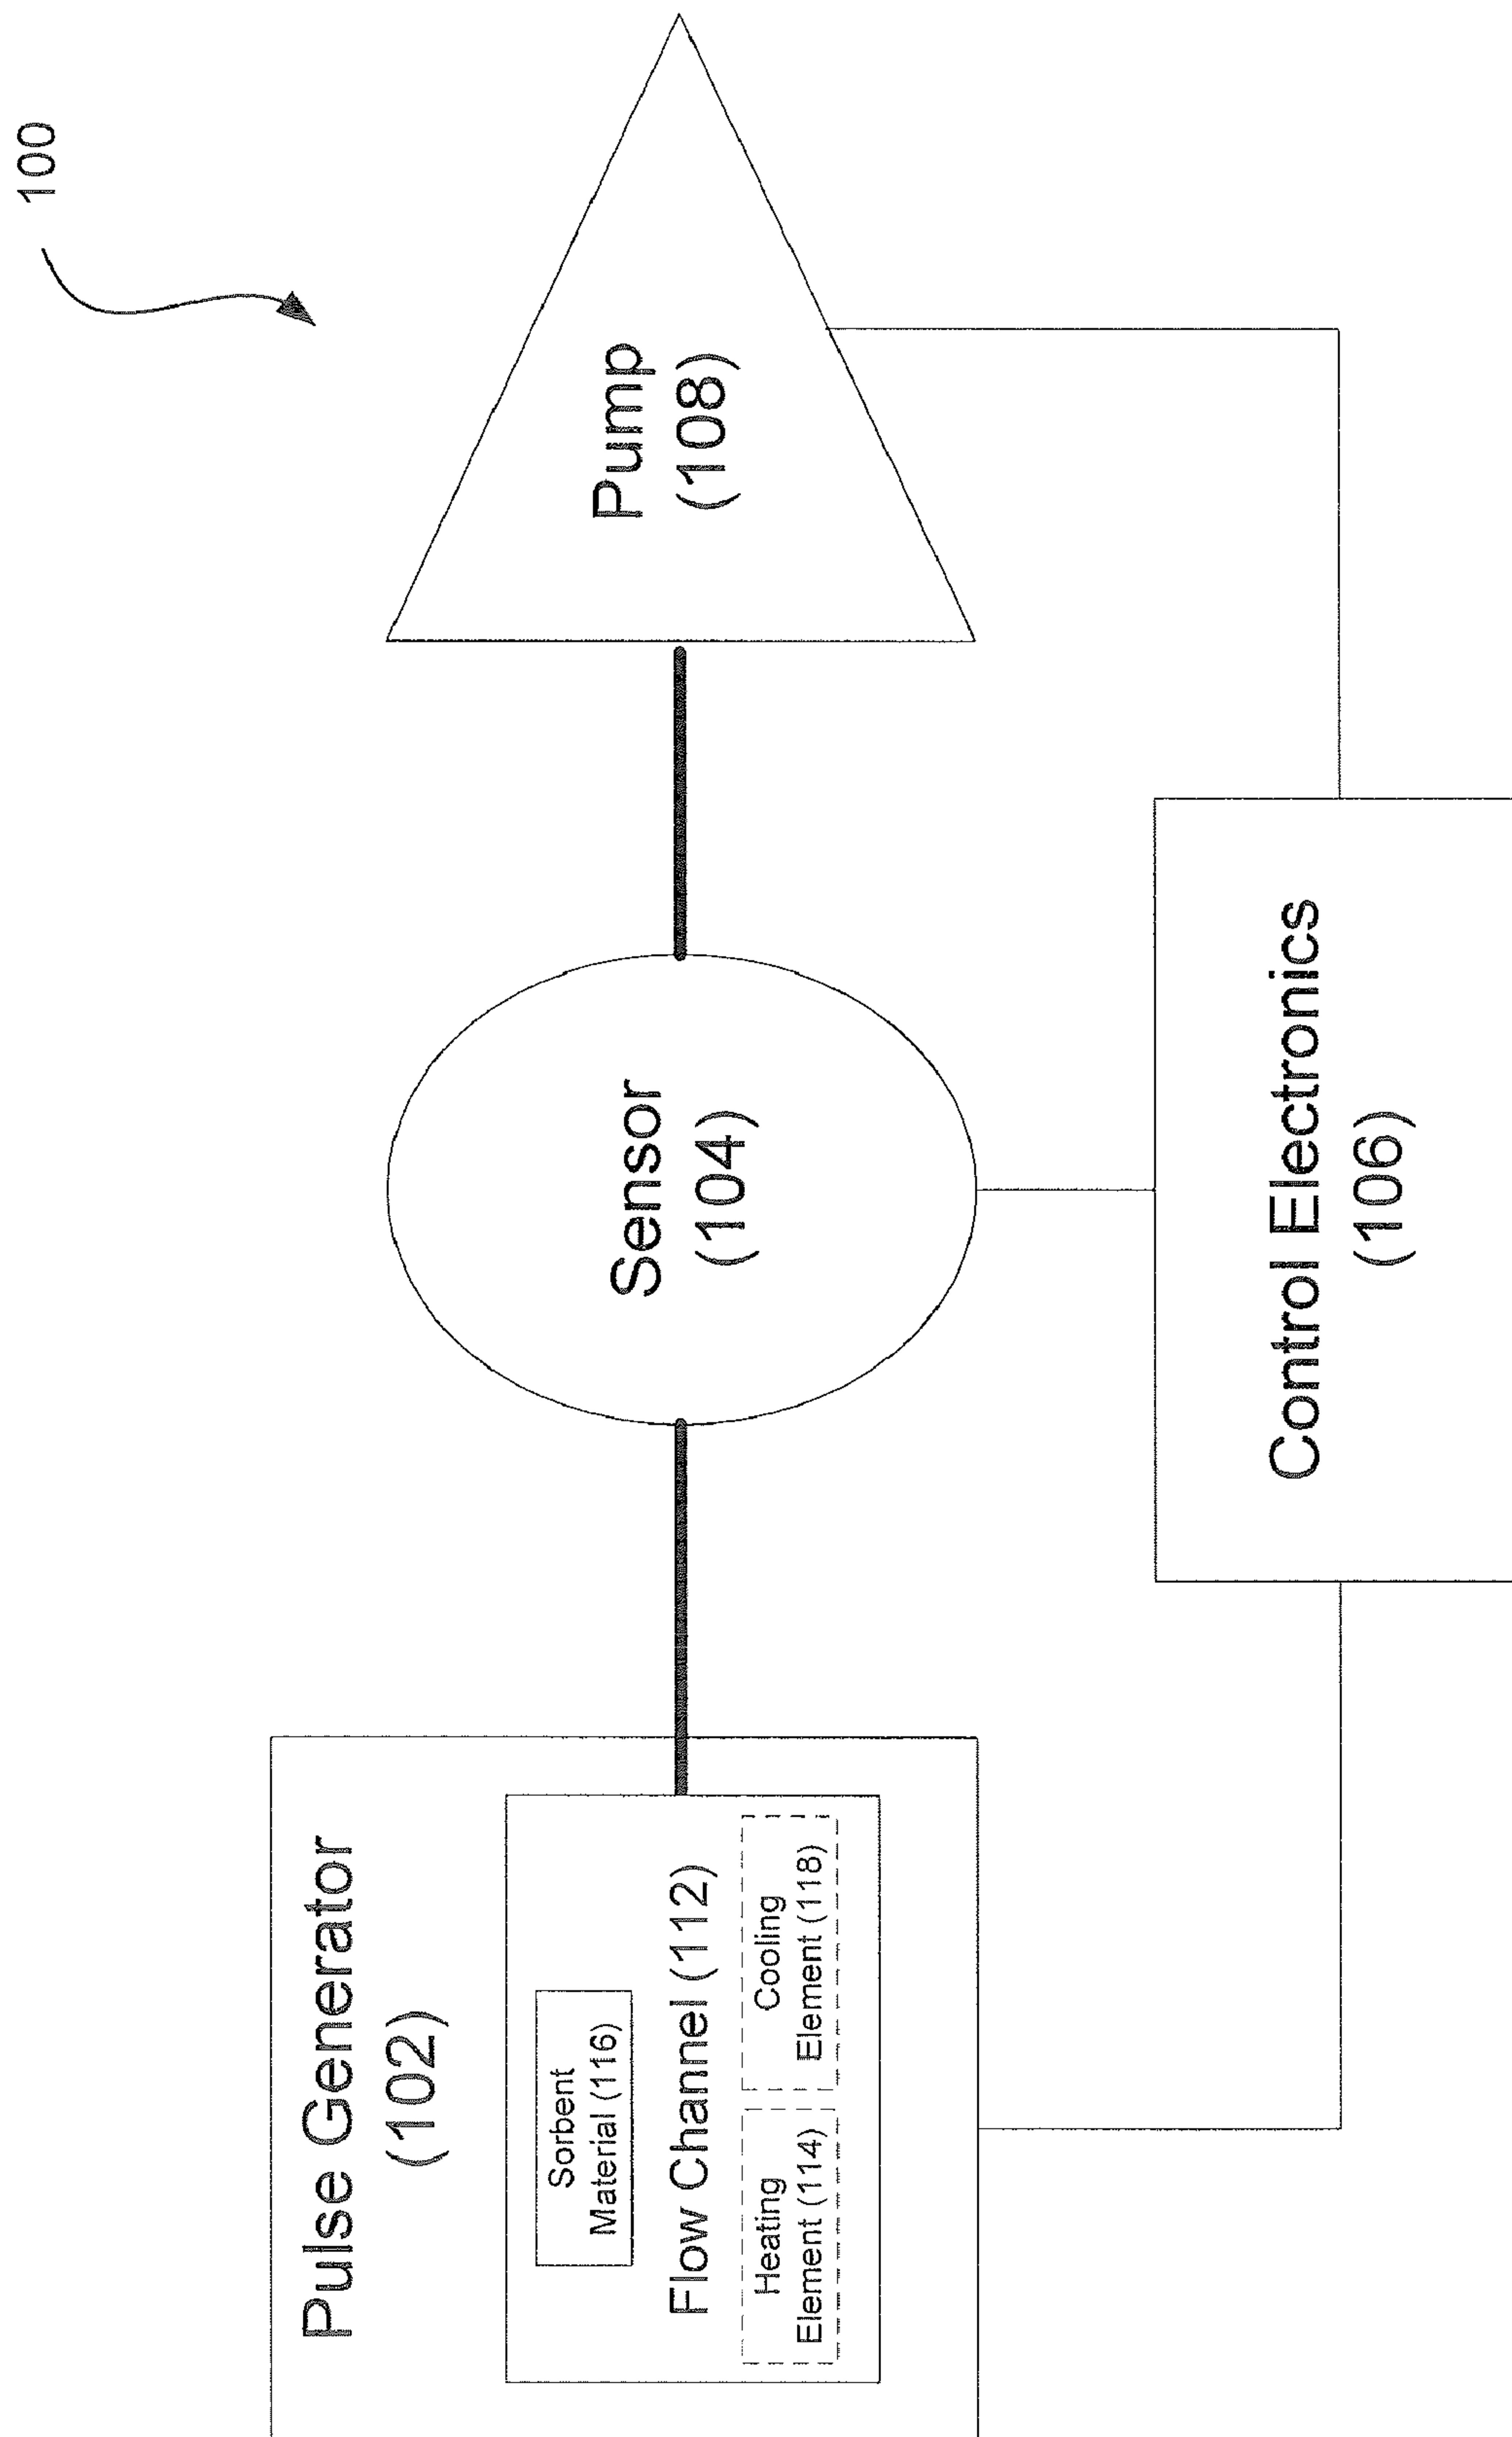 100
Pulse Generator
(102)
Sorbent
Material (116)
Flow Channel (112)
Heating
Element (114)
Cooling
Element (118)
Sensor
(104)
Pump
(108)
Control Electronics
(106)